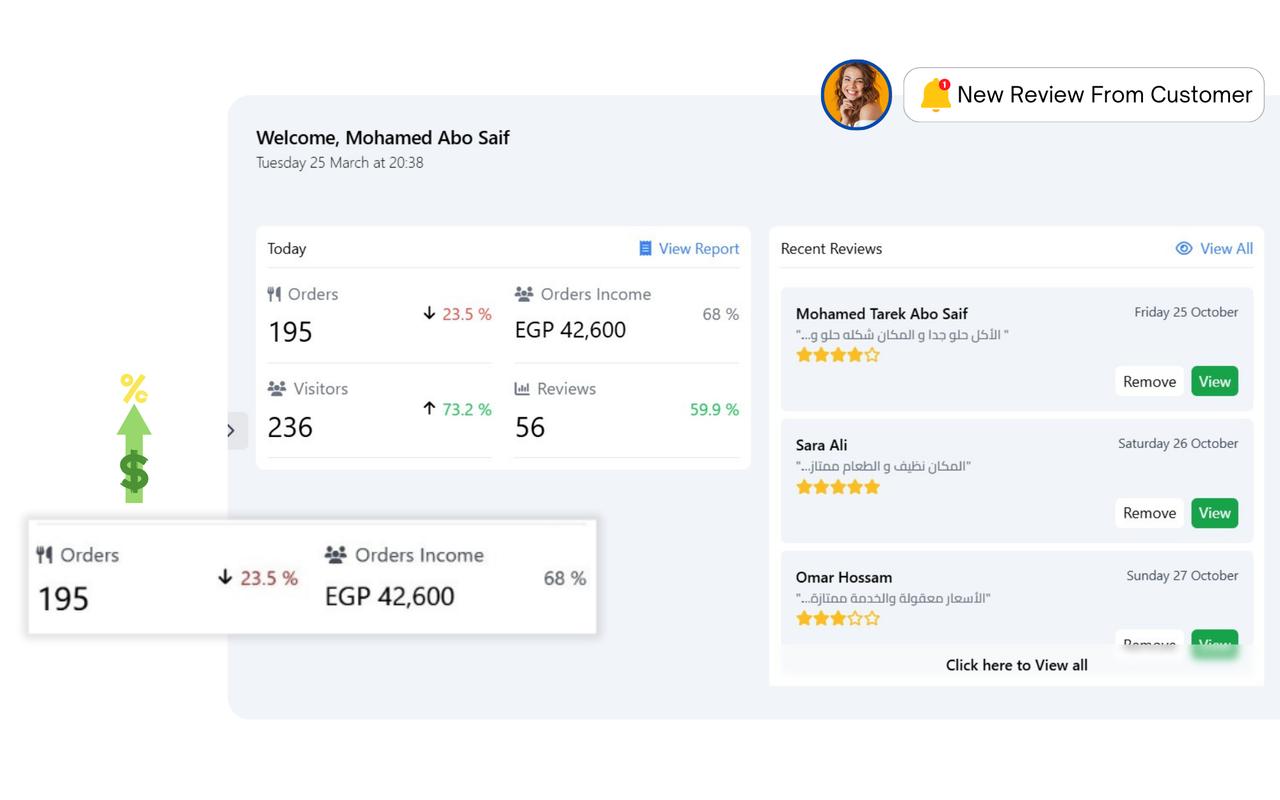 New Review From Customer
1
Welcome, Mohamed Abo Saif
Tuesday 25 March at 20:38
Today
View Report
Orders
195
23.5 %
Orders Income
EGP 42,600
68 %
Visitors
236
73.2 %
Reviews
56
59.9 %
Recent Reviews
View All
Mohamed Tarek Abo Saif
Friday 25 October
"الأكل حلو جدا و المكان شكله حلو و..."
Remove
View
Sara Ali
Saturday 26 October
"المكان نظيف و الطعام ممتاز..."
Remove
View
Omar Hossam
Sunday 27 October
"الأسعار معقولة والخدمة ممتازة..."
Remove
View
Click here to View all
%
$
Orders
195
23.5 %
Orders Income
EGP 42,600
68 %